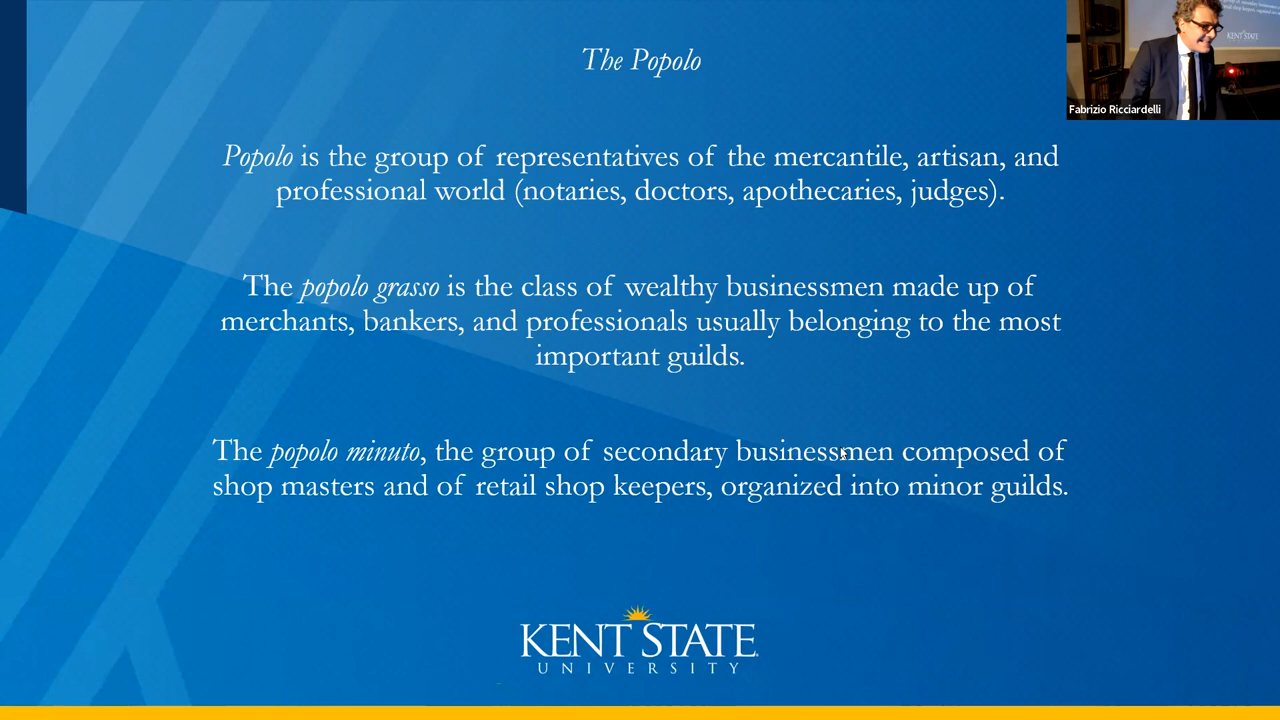 The Popolo
Popolo is the group of representatives of the mercantile, artisan, and
professional world (notaries, doctors, apothecaries, judges).
The popolo grasso is the class of wealthy businessmen made up of
merchants, bankers, and professionals usually belonging to the most
important guilds.
The popolo minuto, the group of secondary businessmen composed of
shop masters and of retail shop keepers, organized into minor guilds.
KENT STATE
UNIVERSITY
KENT STATE
Fabrizio Ricciardelli